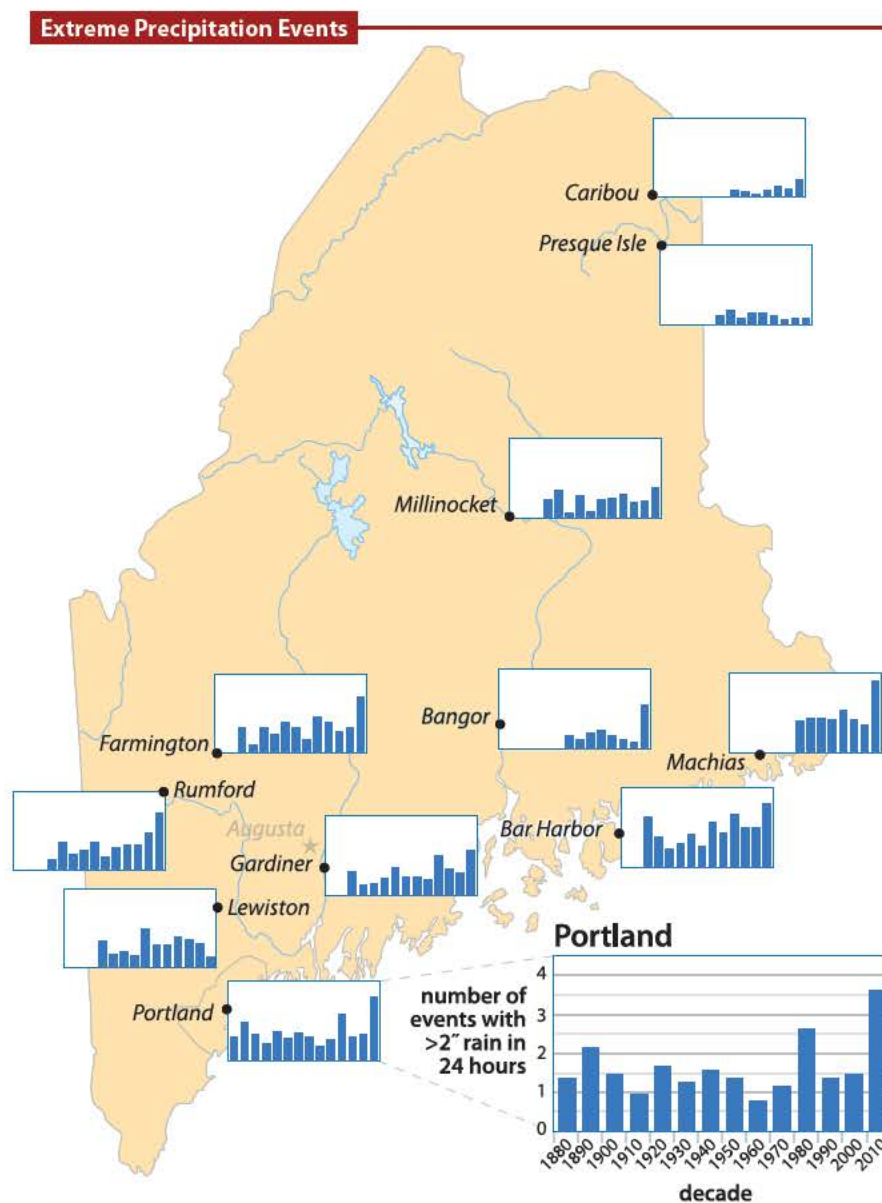 Extreme Precipitation Events
Caribou
Presque Isle
Millinocket
Bangor
Farmington
Machias
Rumford
Augusta
Bar Harbor
Gardiner
Lewiston
Portland
Portland
number of
events with
>2″ rain in
24 hours
4
3
2
1
0
1880
1890
1900
1910
1920
1930
1940
1950
1960
1970
1980
1990
2000
2010
decade